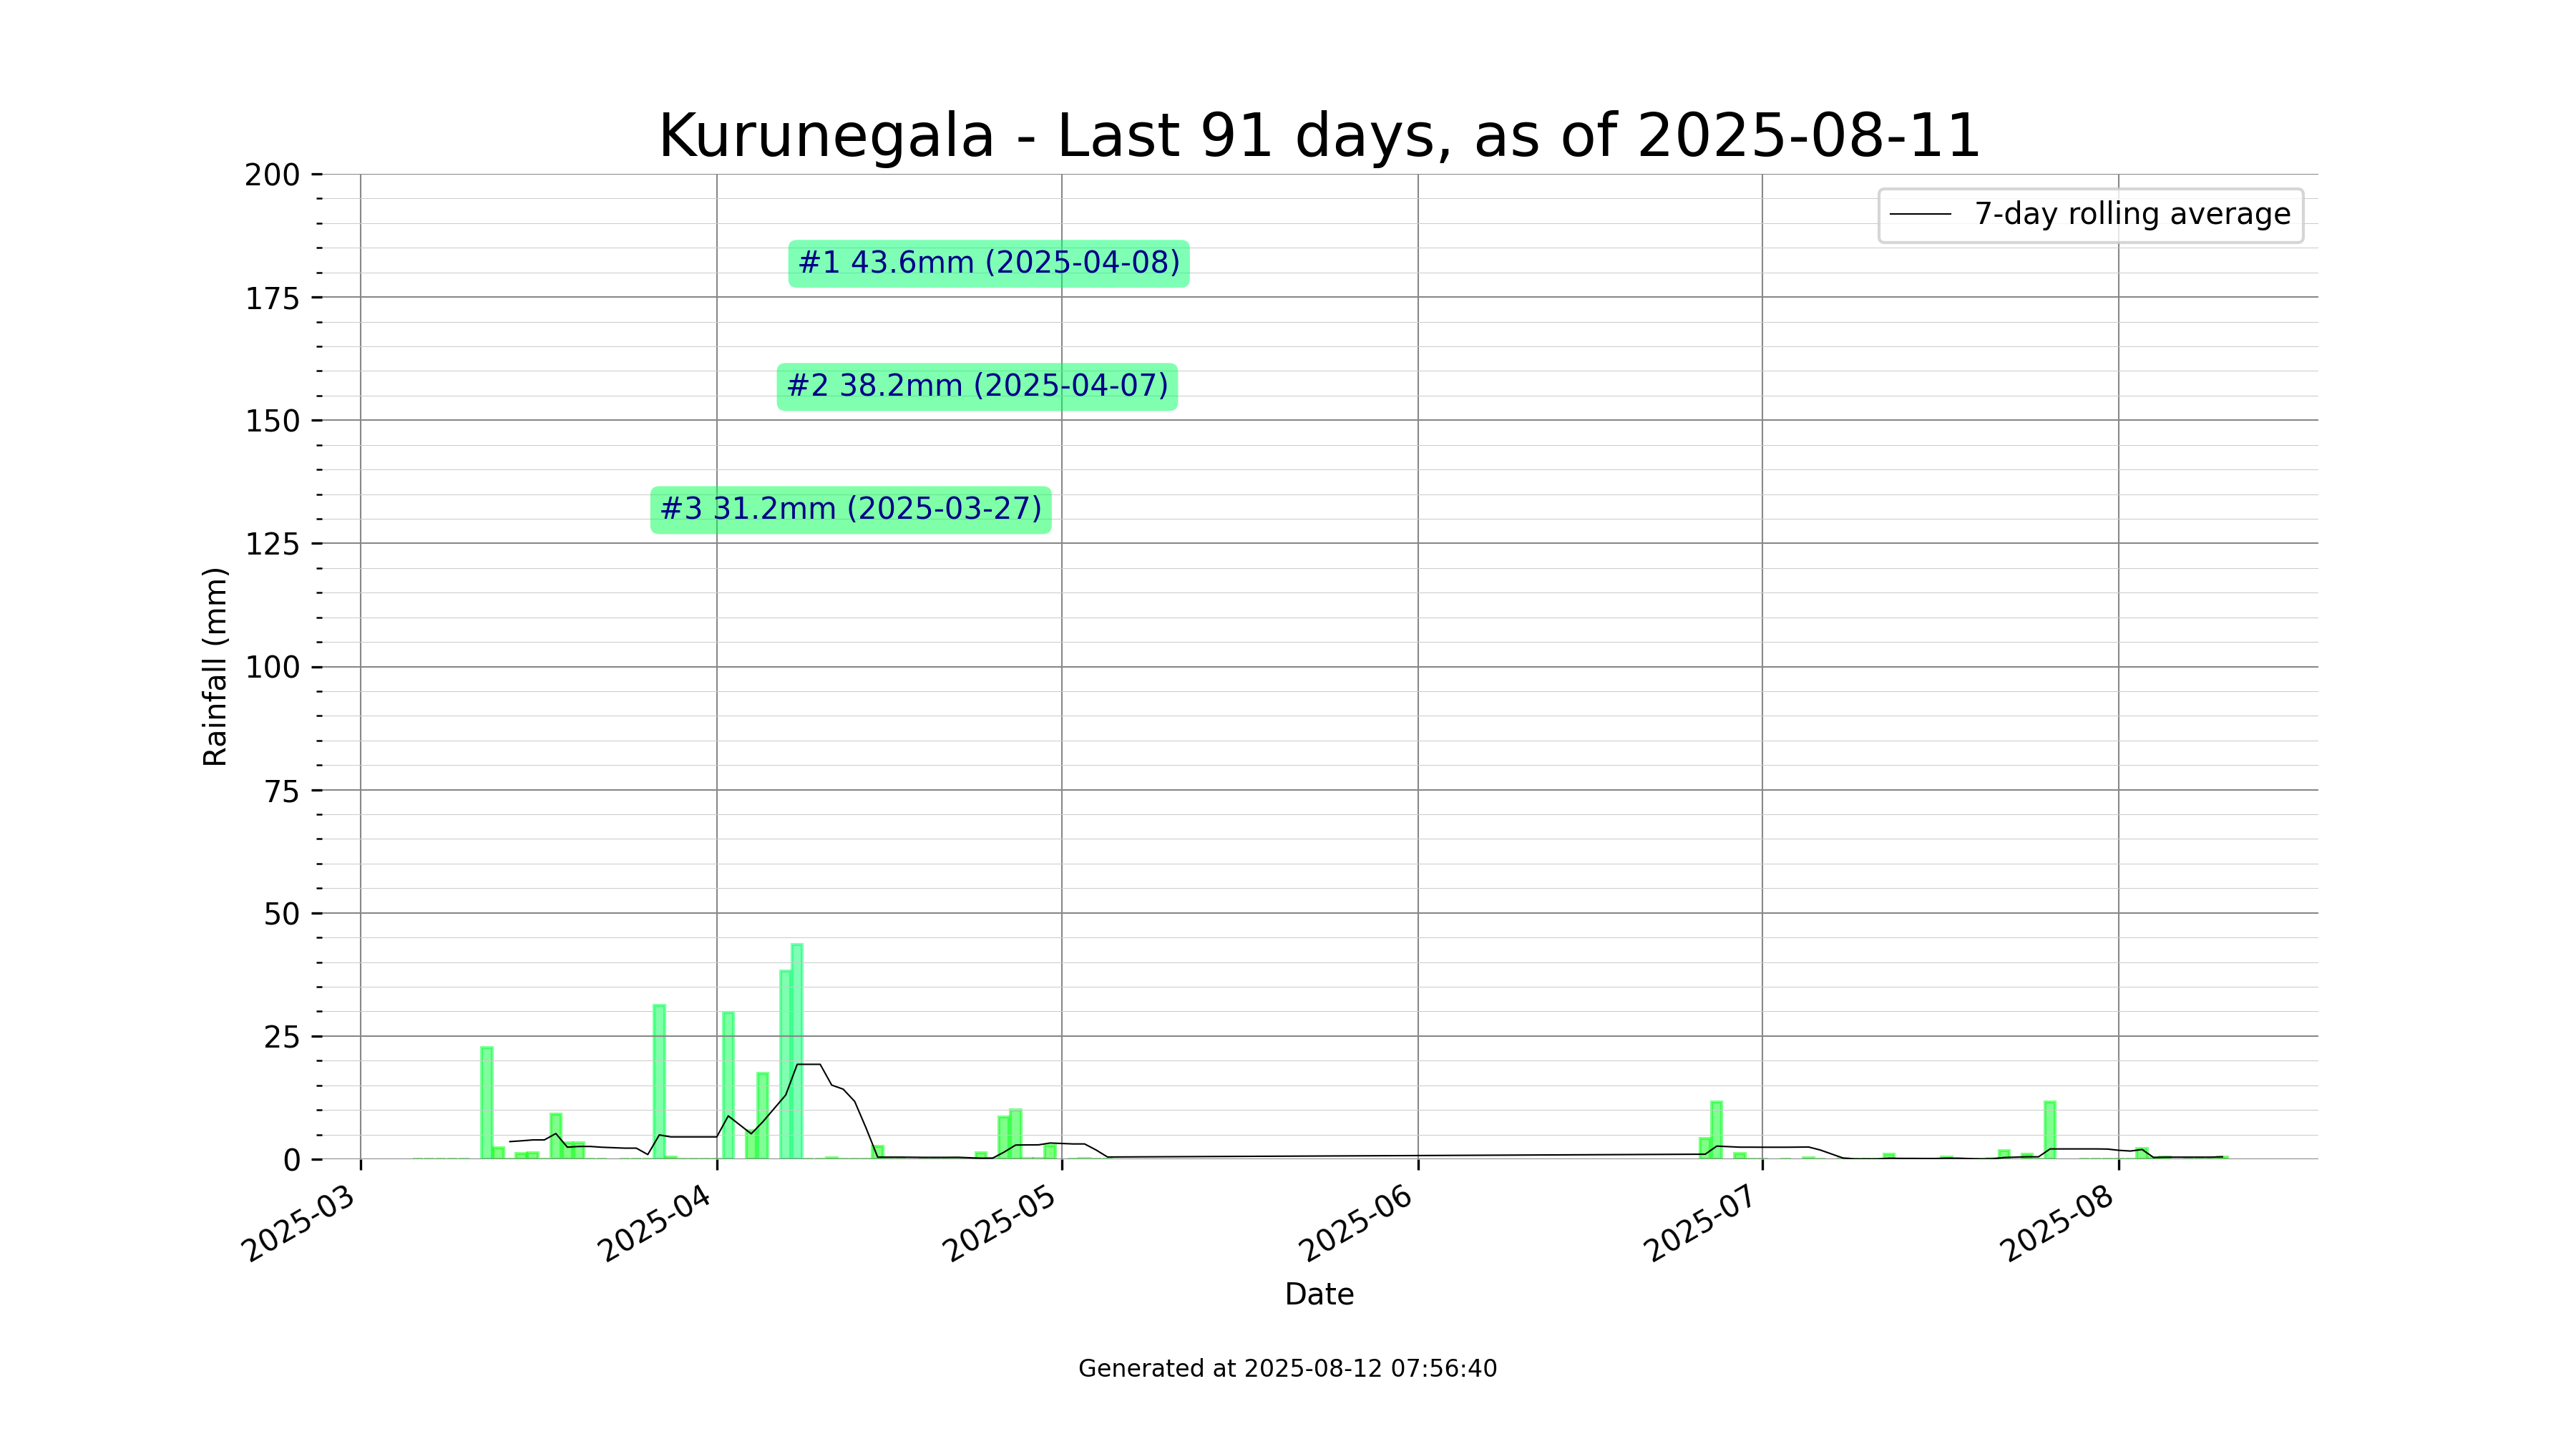 Kurunegala - Last 91 days, as of 2025-08-11
200
175
150
125
100
75
50
25
0
Rainfall (mm)
7-day rolling average
#1 43.6mm (2025-04-08)
#2 38.2mm (2025-04-07)
#3 31.2mm (2025-03-27)
2025-03
2025-04
2025-05
2025-06
2025-07
2025-08
Date
Generated at 2025-08-12 07:56:40